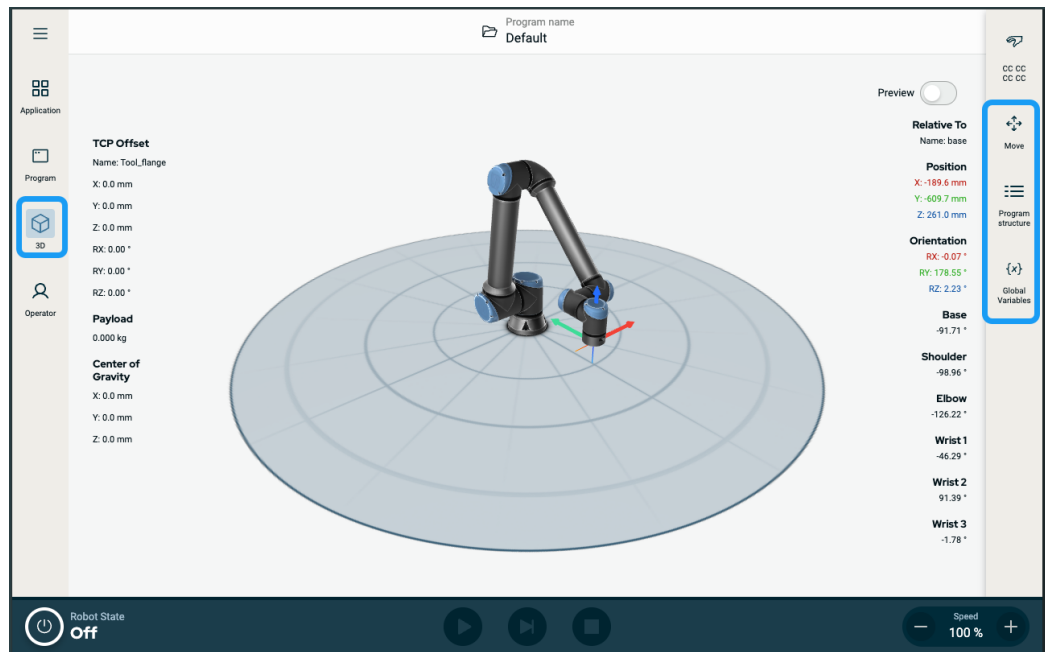 Program name
Default
Application
Program
3D
Operator
TCP Offset
Name: Tool_flange
X: 0.0 mm
Y: 0.0 mm
Z: 0.0 mm
RX: 0.00 °
RY: 0.00 °
RZ: 0.00 °
Payload
0.000 kg
Center of
Gravity
X: 0.0 mm
Y: 0.0 mm
Z: 0.0 mm
Preview
Relative To
Name: base
Position
X: -189.6 mm
Y: -609.7 mm
Z: 261.0 mm
Orientation
RX: -0.07 °
RY: 178.55 °
RZ: 2.23 °
Base
-91.71 °
Shoulder
-98.96 °
Elbow
-126.22 °
Wrist 1
-46.29 °
Wrist 2
91.39 °
Wrist 3
-1.78 °
CC CC
CC CC
Move
Program
structure
{x}
Global
Variables
Robot State
Off
Speed
100 %